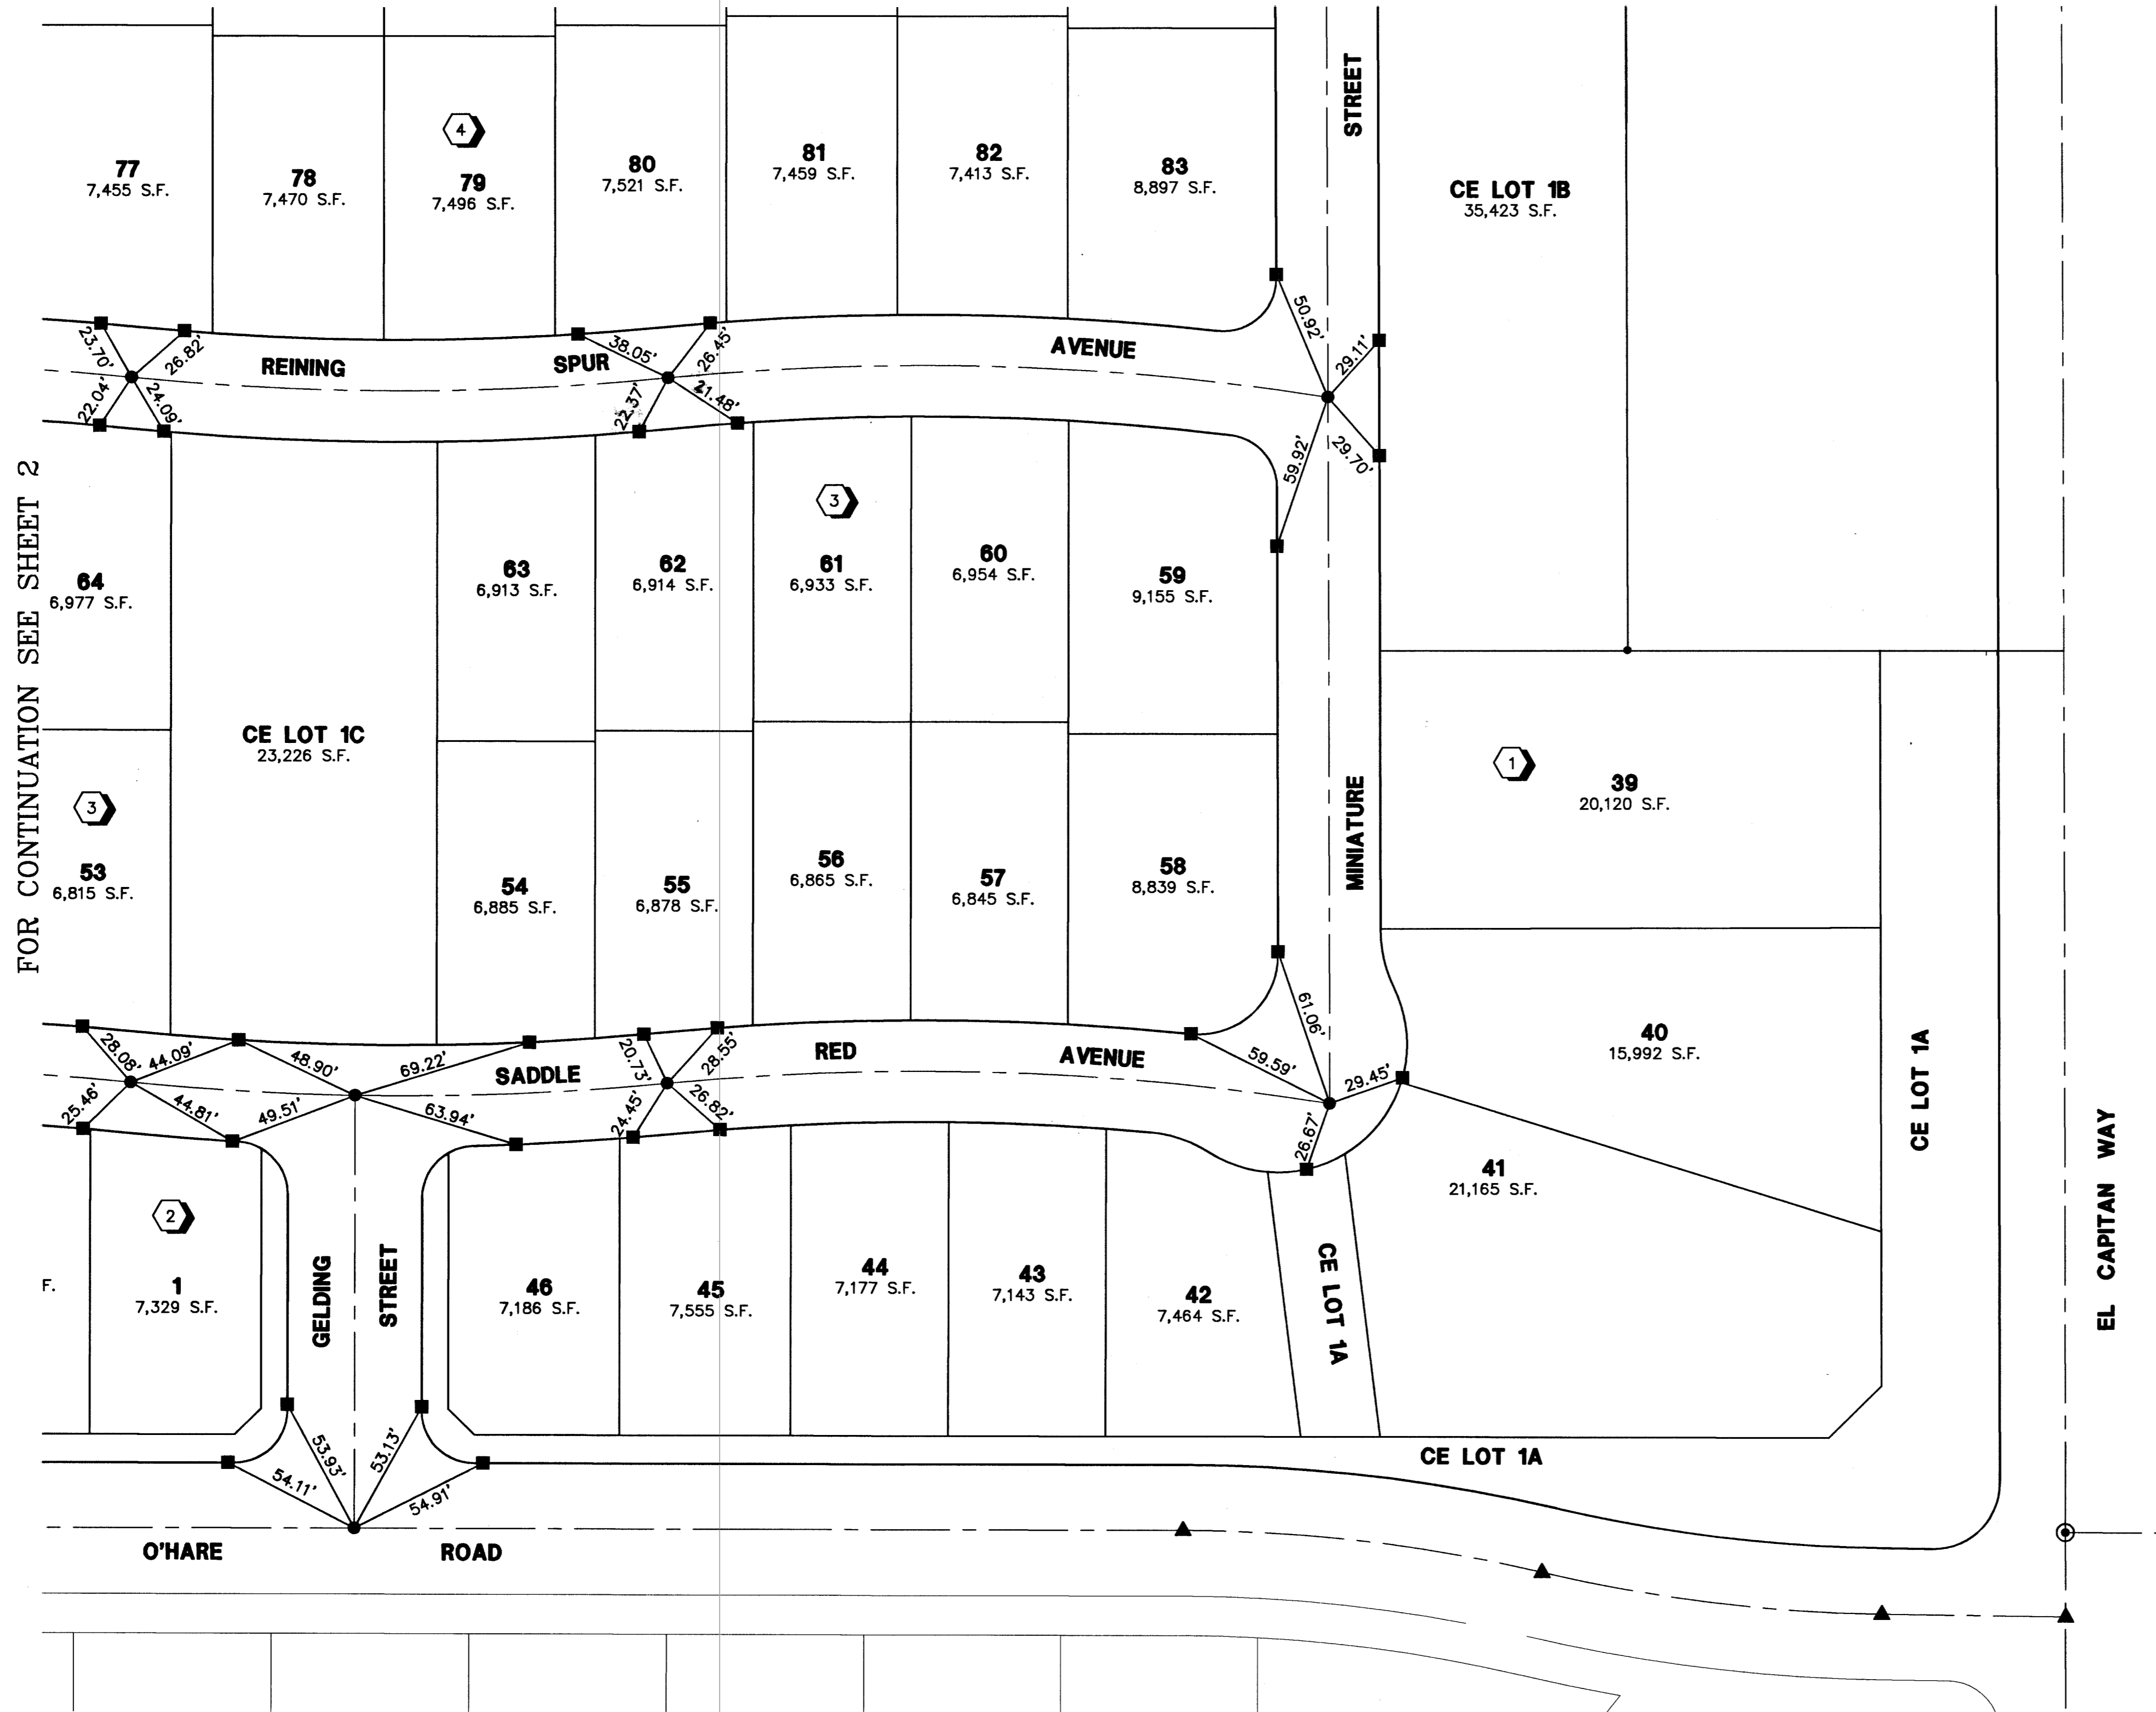 STREET
4
77
7,455 S.F.
78
7,470 S.F.
79
7,496 S.F.
80
7,521 S.F.
81
7,459 S.F.
82
7,413 S.F.
83
8,897 S.F.
CE LOT 1B
35,423 S.F.
23.70'
26.82'
22.04'
24.09'
REINING SPUR AVENUE
38.05'
26.45'
22.37'
21.48'
50.92'
29.11'
59.92'
29.70'
FOR CONTINUATION SEE SHEET 2
64
6,977 S.F.
CE LOT 1C
23,226 S.F.
63
6,913 S.F.
62
6,914 S.F.
3
61
6,933 S.F.
60
6,954 S.F.
59
9,155 S.F.
MINIATURE
1
39
20,120 S.F.
3
53
6,815 S.F.
54
6,885 S.F.
55
6,878 S.F.
56
6,865 S.F.
57
6,845 S.F.
58
8,839 S.F.
40
15,992 S.F.
CE LOT 1A
EL CAPITAN WAY
28.08'
44.09'
48.90'
69.22'
25.46'
44.81'
49.51'
63.94'
SADDLE RED AVENUE
20.73'
28.55'
24.45'
26.82'
61.06'
59.59'
29.45'
26.67'
41
21,165 S.F.
2
F.
1
7,329 S.F.
GELDING
STREET
46
7,186 S.F.
45
7,555 S.F.
44
7,177 S.F.
43
7,143 S.F.
42
7,464 S.F.
CE LOT 1A
53.93'
53.13'
54.11'
54.91'
CE LOT 1A
O'HARE ROAD